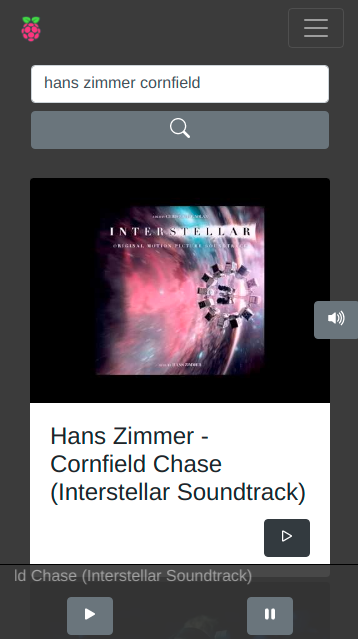 hans zimmer cornfield
INTERSTELLAR
ORIGINAL MOTION PICTURE SOUNDTRACK
Hans Zimmer -
Cornfield Chase
(Interstellar Soundtrack)
ld Chase (Interstellar Soundtrack)